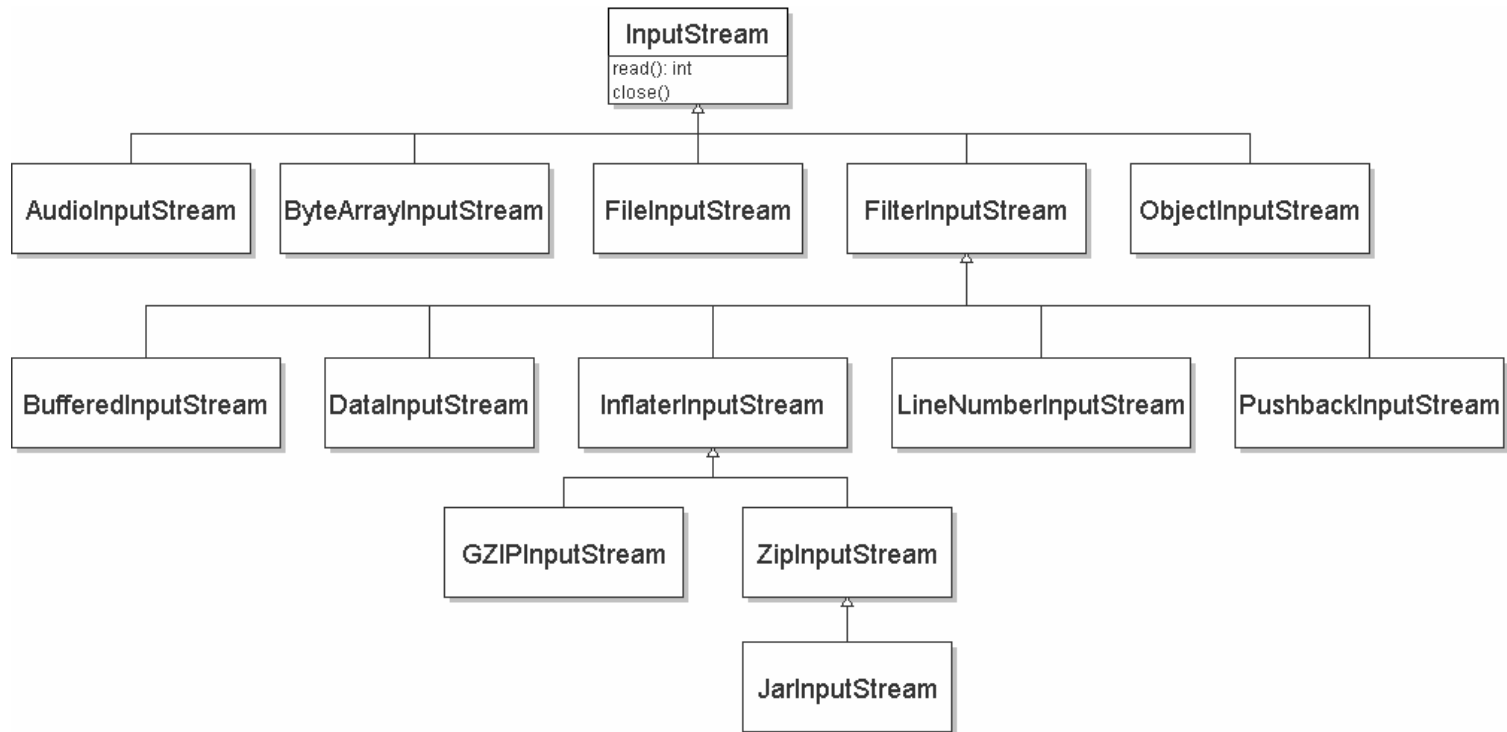 InputStream
read(): int
close()
AudioInputStream
ByteArrayInputStream
FileInputStream
FilterInputStream
ObjectInputStream
BufferedInputStream
DataInputStream
InflaterInputStream
LineNumberInputStream
PushbackInputStream
GZIPInputStream
ZipInputStream
JarInputStream